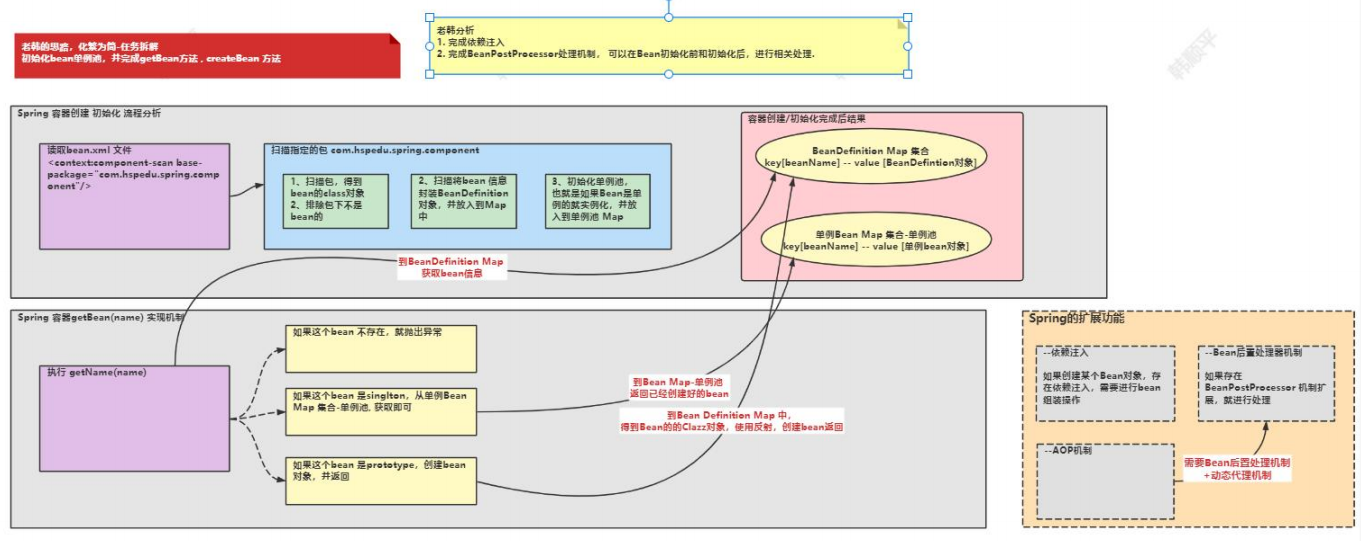 老韩的思路，化繁为简-任务拆解
初始化bean单例池，并完成getBean方法 , createBean 方法
老韩分析
1. 完成依赖注入
2. 完成BeanPostProcessor处理机制， 可以在Bean初始化前和初始化后，进行相关处理.
韩顺平
Spring 容器创建 初始化 流程分析
读取bean.xml 文件
<context:component-scan base-
package="com.hspedu.spring.comp
onent"/>
扫描指定的包 com.hspedu.spring.component
1、扫描包，得到
bean的class对象
2、排除包下不是
bean的
2、扫描将bean 信息
封装BeanDefinition
对象，并放入到Map
中
3、初始化单例池，
也就是如果Bean是单
例的就实例化，并放
入到单例池 Map
容器创建/初始化完成后结果
BeanDefinition Map 集合
key[beanName] -- value [BeanDefintion对象]
单例Bean Map 集合-单例池
key[beanName] -- value [单例bean对象]
到BeanDefinition Map
获取bean信息
Spring 容器getBean(name) 实现机制
执行 getName(name)
如果这个bean 不存在，就抛出异常
如果这个bean 是singlton，从单例Bean
Map 集合-单例池, 获取即可
如果这个bean 是prototype，创建bean
对象，并返回
到Bean Map-单例池
返回已经创建好的bean
到Bean Definition Map 中，
得到Bean的的Clazz对象，使用反射，创建bean返回
Spring的扩展功能
--依赖注入
如果创建某个Bean对象，存
在依赖注入，需要进行bean
组装操作
--Bean后置处理器机制
如果存在
BeanPostProcessor 机制扩
展，就进行处理
--AOP机制
需要Bean后置处理机制
+动态代理机制